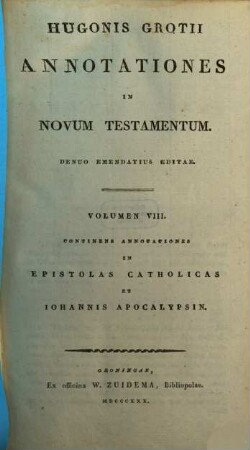 HUGONIS GROTII
ANNOTATIONES
IN
NOVUM TESTAMENTUM.
DENUO EMENDATIUS EDITAE.
VOLUMEN VIII.
CONTINENS ANNOTATIONES
IN
EPISTOLAS CATHOLICAS
ET
IOHANNIS APOCALYPSIN.
GRONINGAE,
Ex officina W. ZUIDEMA, Bibliopolae.
MDCCCXXX.